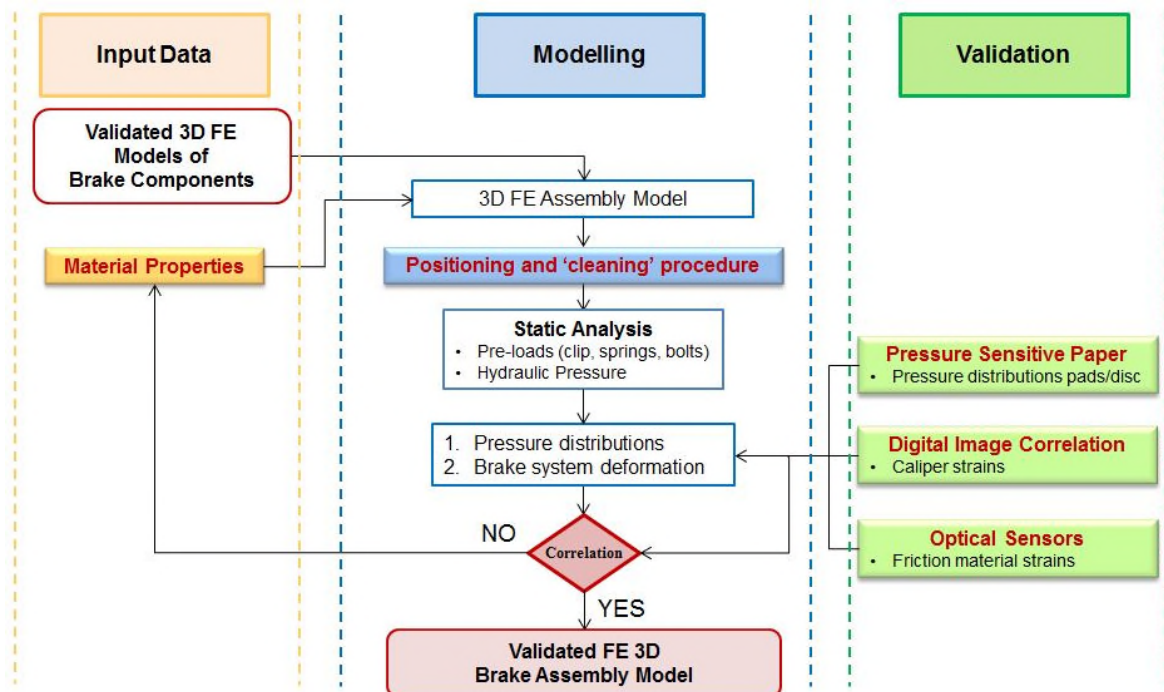 Input Data
Modelling
Validation
Validated 3D FE
Models of
Brake Components
3D FE Assembly Model
Material Properties
Positioning and ‘cleaning’ procedure
Static Analysis
• Pre-loads (clip, springs, bolts)
• Hydraulic Pressure
Pressure Sensitive Paper
• Pressure distributions pads/disc
1. Pressure distributions
2. Brake system deformation
Digital Image Correlation
• Caliper strains
NO
Correlation
Optical Sensors
• Friction material strains
YES
Validated FE 3D
Brake Assembly Model